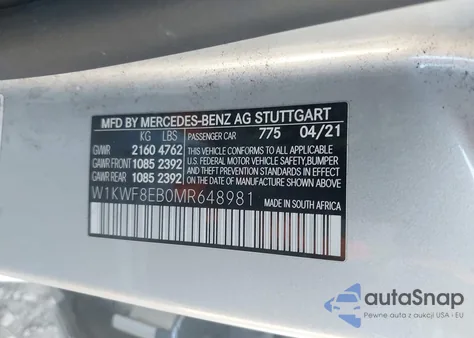 MFD BY MERCEDES-BENZ AG STUTTGART
KG LBS PASSENGER CAR 775 04/21
GVWR 2160 4762 THIS VEHICLE CONFORMS TO ALL APPLICABLE
GAWR FRONT 1085 2392 U.S. FEDERAL MOTOR VEHICLE SAFETY, BUMPER
GAWR REAR 1085 2392 AND THEFT PREVENTION STANDARDS IN EFFECT ON THE DATE OF MANUFACTURE SHOWN ABOVE.
W1KWF8EB0MR648981 MADE IN SOUTH AFRICA
autoSnap
Pewne auta z aukcji USA i EU